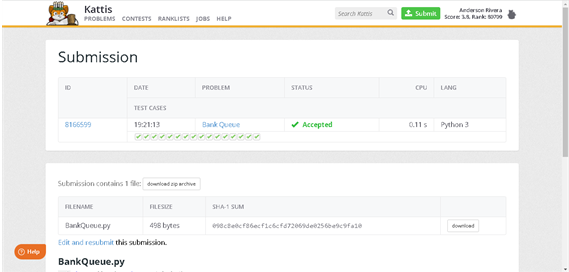 Kattis
PROBLEMS CONTESTS RANKLISTS JOBS HELP
Search Kattis
Submit
Anderson Rivera
Score: 5.8, Rank: 80709
Submission
ID DATE PROBLEM STATUS CPU LANG
TEST CASES
8166599 19:21:13 Bank Queue Accepted 0.11 s Python 3
Submission contains 1 file: download zip archive
FILENAME FILESIZE SHA-1 SUM
BankQueue.py 498 bytes download
Edit and resubmit this submission.
Help
BankQueue.py